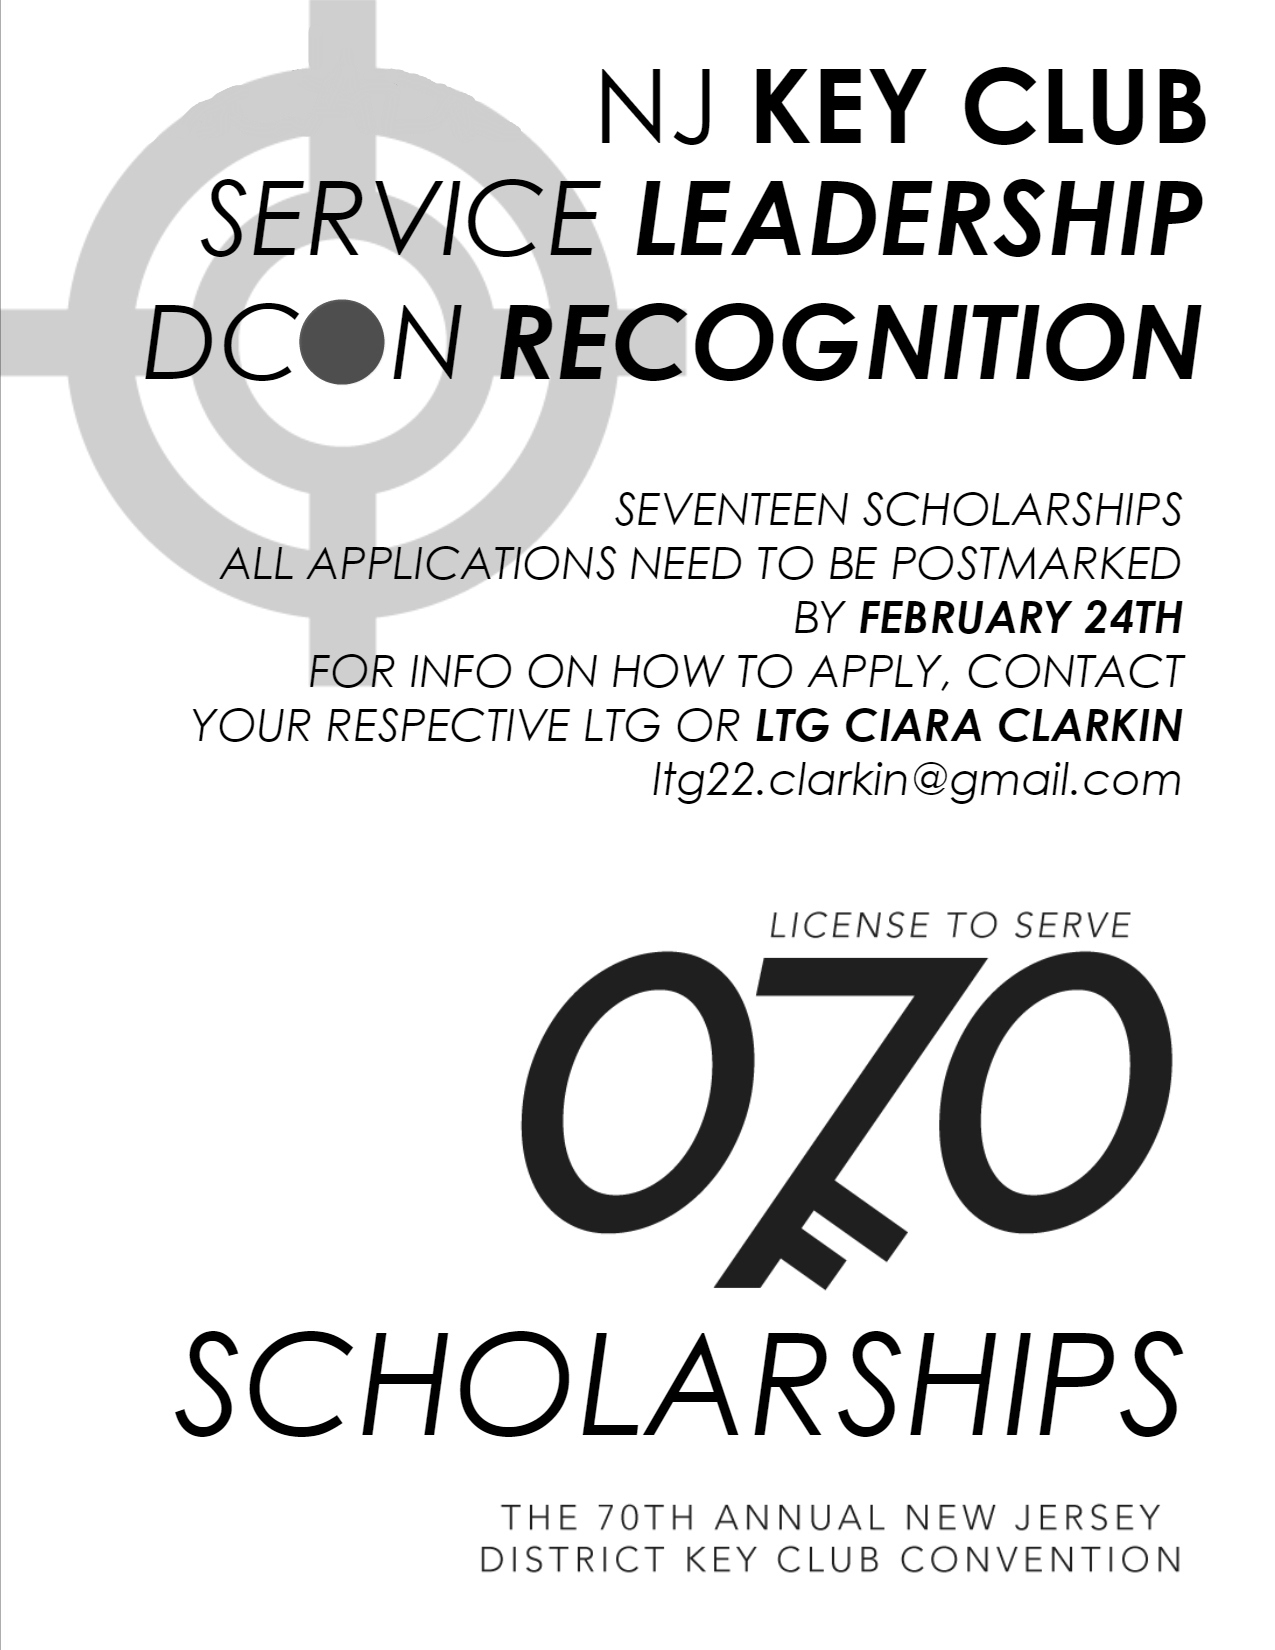 NJ KEY CLUB
SERVICE LEADERSHIP
DCON RECOGNITION
SEVENTEEN SCHOLARSHIPS
ALL APPLICATIONS NEED TO BE POSTMARKED
BY FEBRUARY 24TH
FOR INFO ON HOW TO APPLY, CONTACT
YOUR RESPECTIVE LTG OR LTG CIARA CLARKIN
ltg22.clarkin@gmail.com
LICENSE TO SERVE
070
SCHOLARSHIPS
THE 70TH ANNUAL NEW JERSEY
DISTRICT KEY CLUB CONVENTION